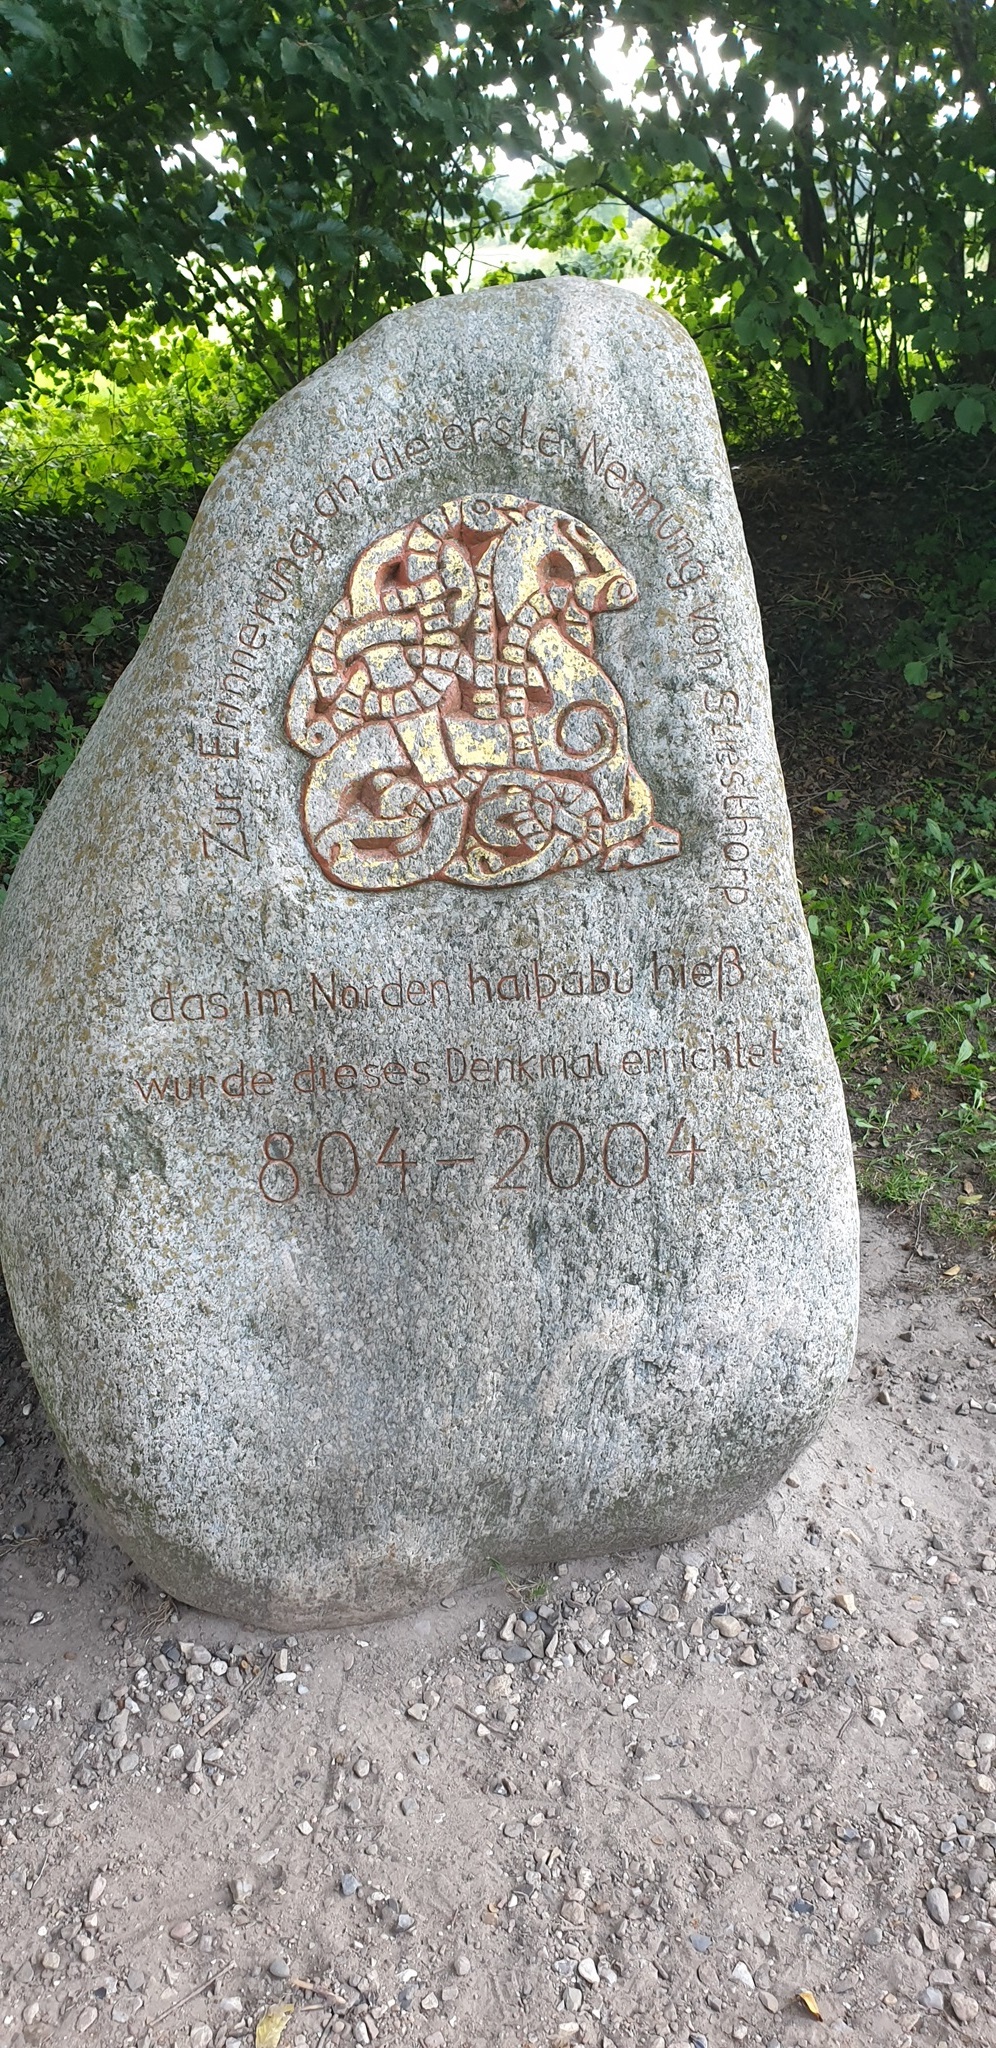 Zur Erinnerung an die erste Nennung von Sliesthorp
das im Norden haiþabu hieß
wurde dieses Denkmal errichtet
804 – 2004